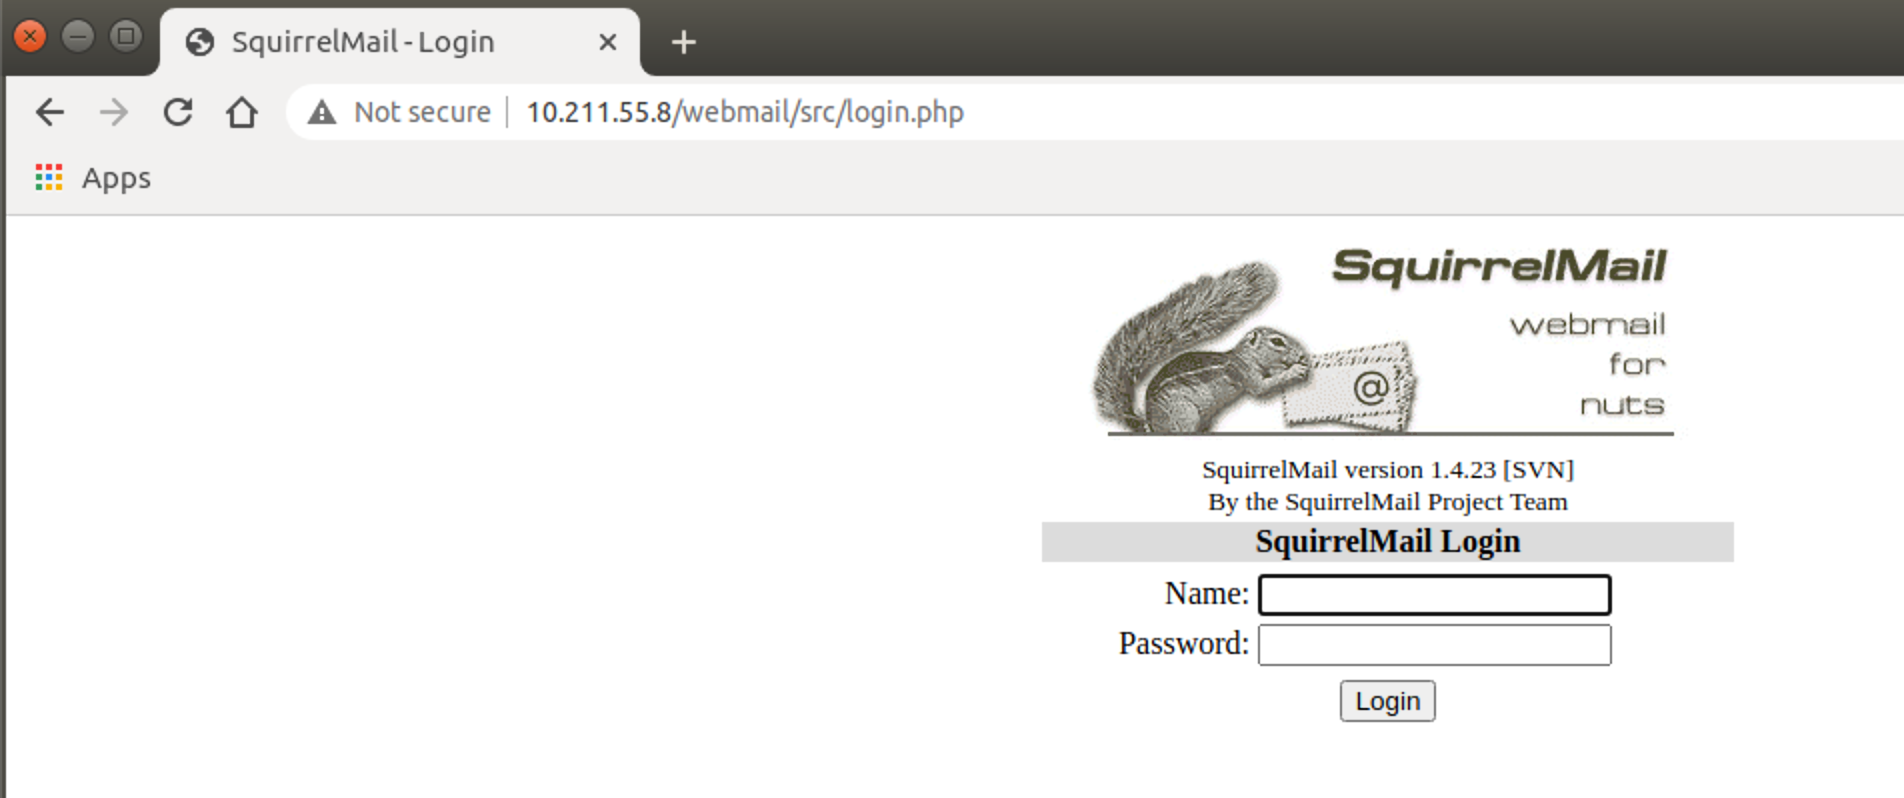 SquirrelMail - Login
Not secure 10.211.55.8/webmail/src/login.php
Apps
SquirrelMail
webmail
for
nuts
@
SquirrelMail version 1.4.23 [SVN]
By the SquirrelMail Project Team
SquirrelMail Login
Name:
Password:
Login